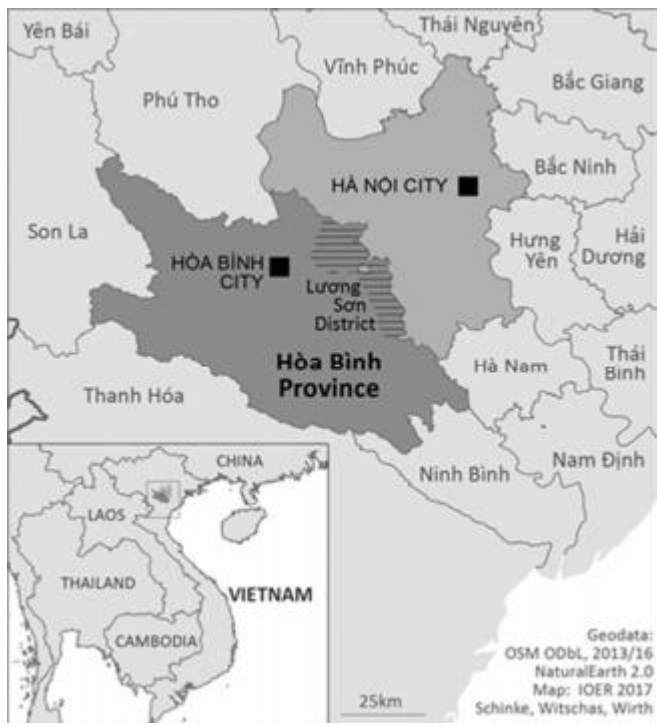 Yên Bái
Thái Nguyên
Vĩnh Phúc
Phú Tho
Bắc Giang
Bắc Ninh
HÀ NỘI CITY
Son La
Hưng
Yên
Hải
Dương
HÒA BÌNH
CITY
Lương
Sơn
District
Hòa Bình
Province
Hà Nam
Thái
Bình
Thanh Hóa
Ninh Bình
Nam Định
CHINA
LAOS
THAILAND
VIETNAM
CAMBODIA
25km
Geodata:
OSM ODbL, 2013/16
NaturalEarth 2.0
Map: IOER 2017
Schinke, Witschas, Wirth